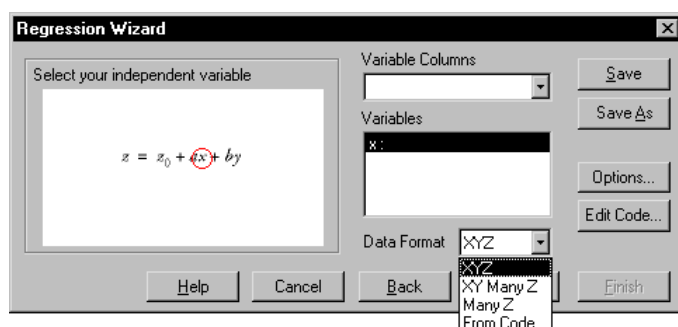 Regression Wizard
Select your independent variable
z = z₀ + ax + by
Variable Columns
Variables
x:
Data Format XYZ
XYZ
XY Many Z
Many Z
From Code
Save
Save As
Options...
Edit Code...
Help
Cancel
Back
Finish